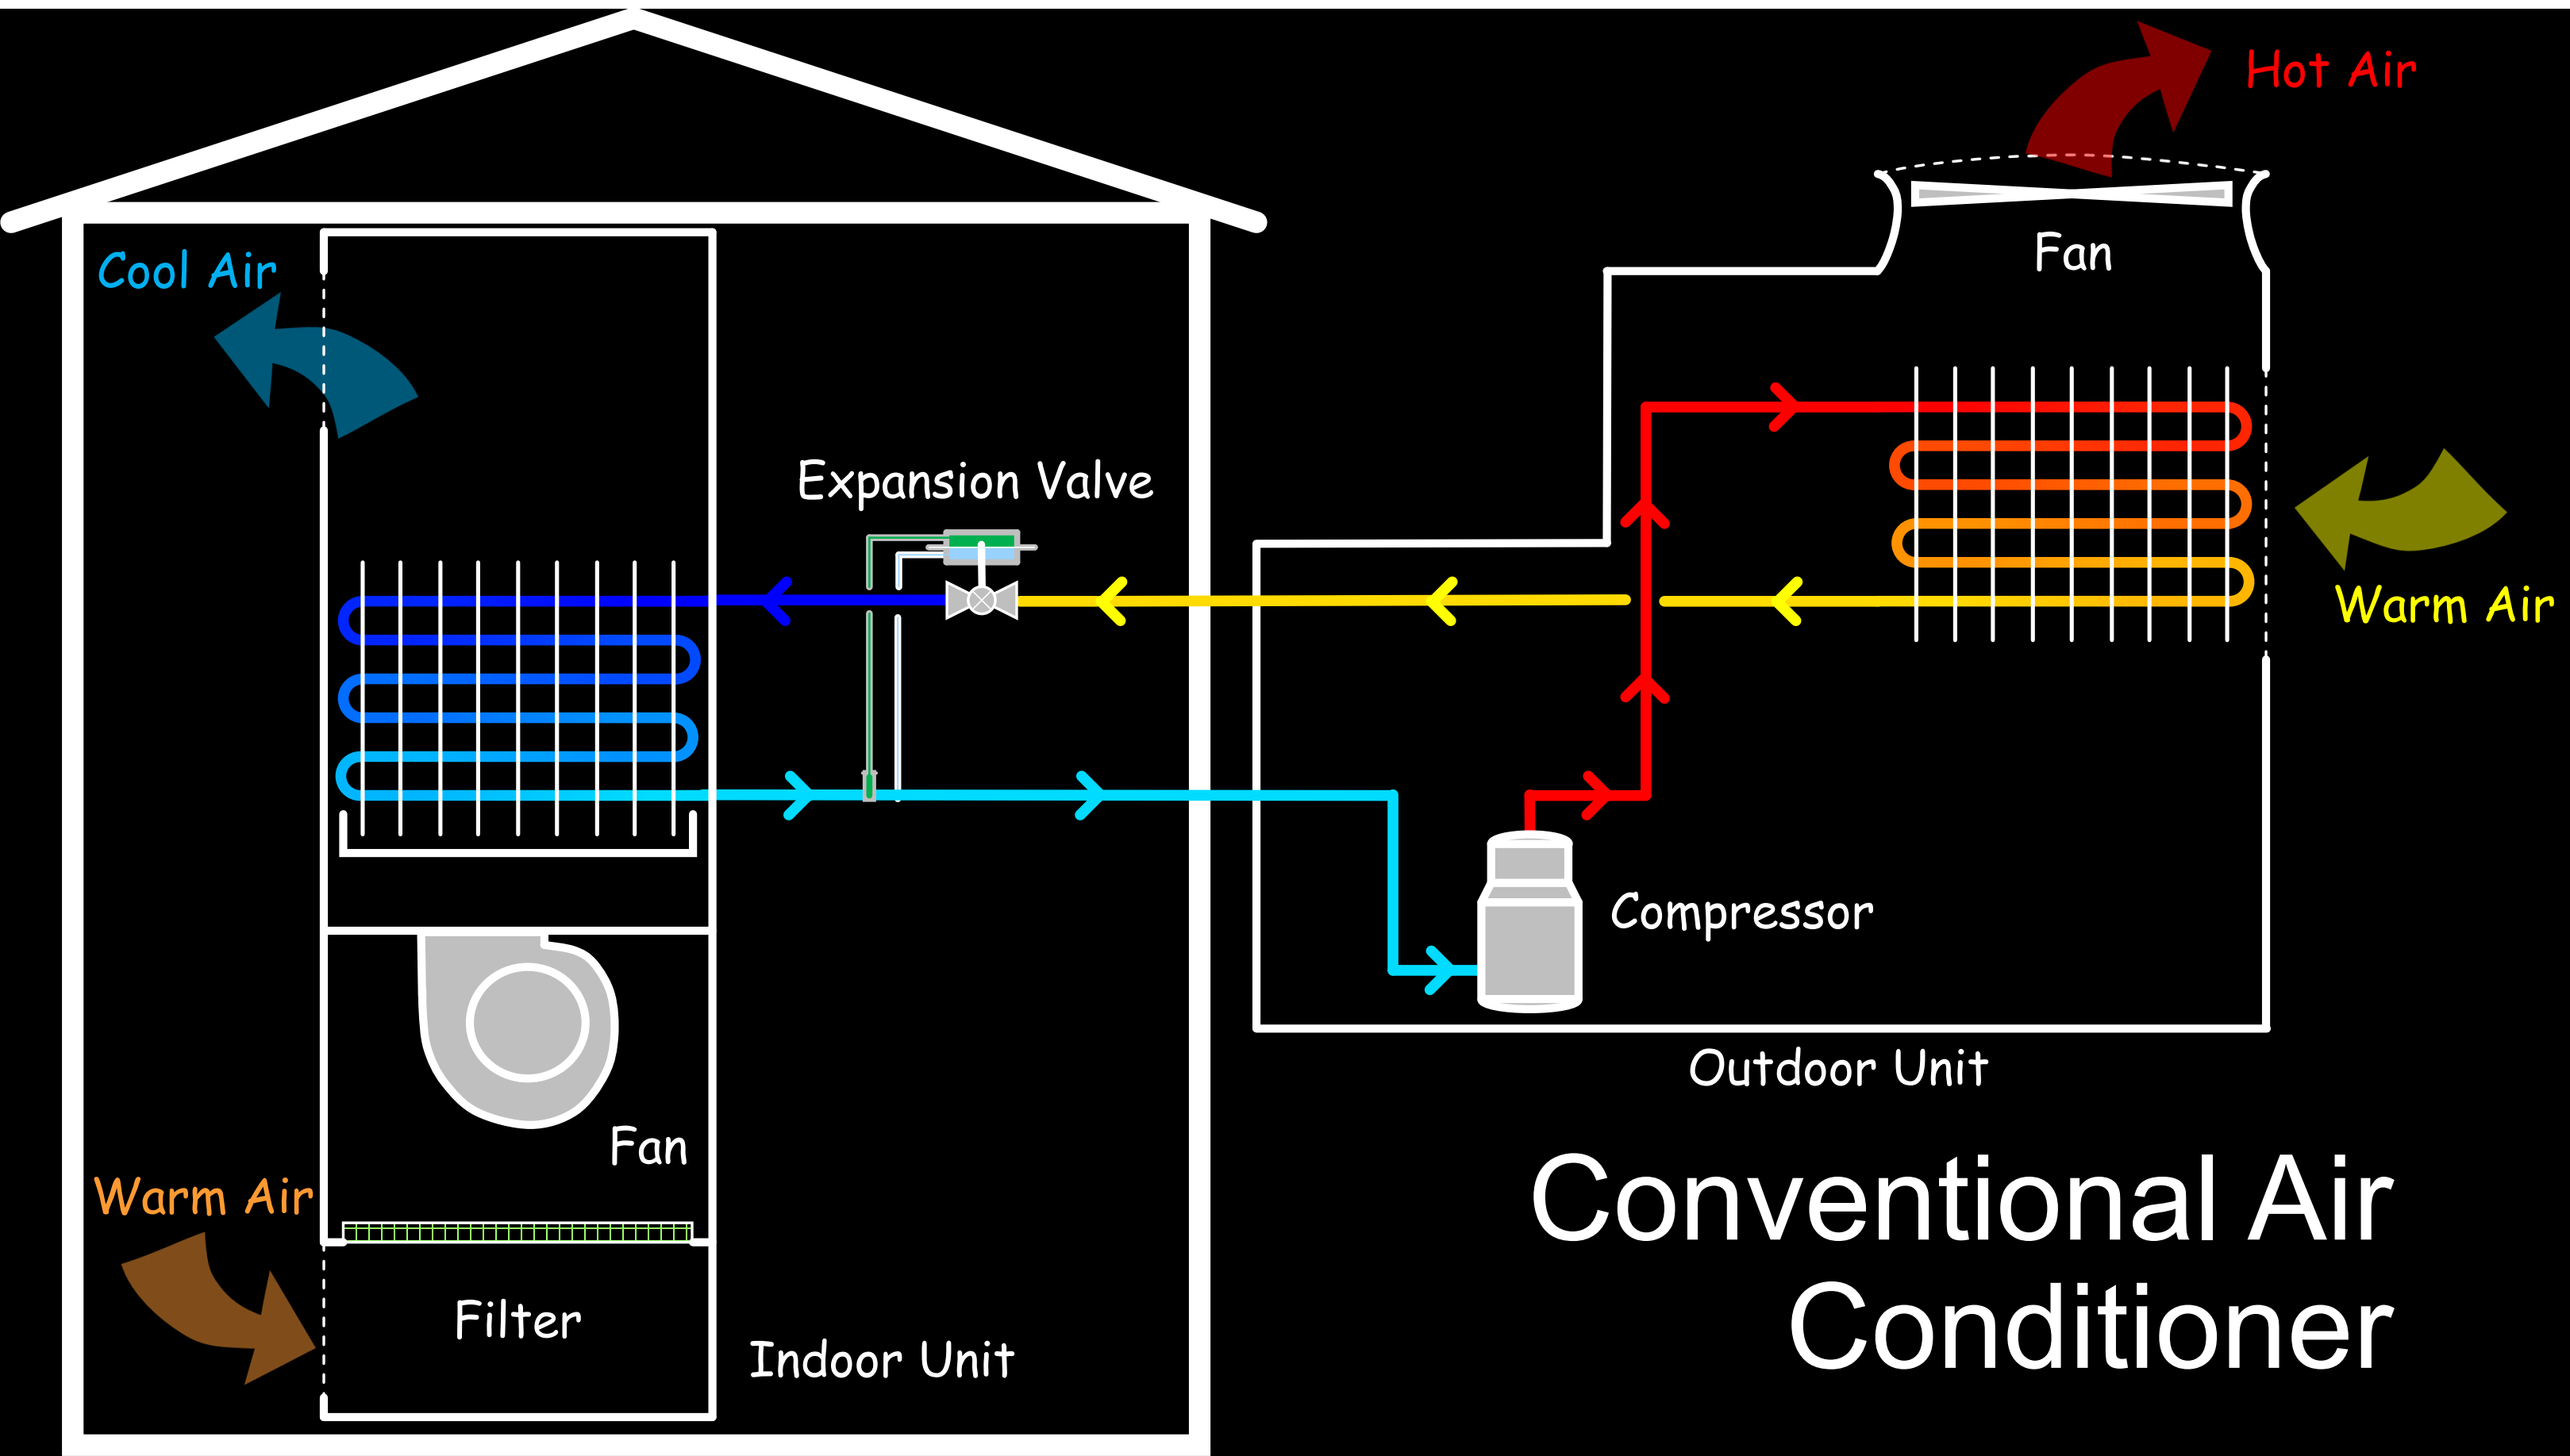 Hot Air
Fan
Cool Air
Expansion Valve
Warm Air
Compressor
Outdoor Unit
Fan
Warm Air
Filter
Indoor Unit
Conventional Air
Conditioner